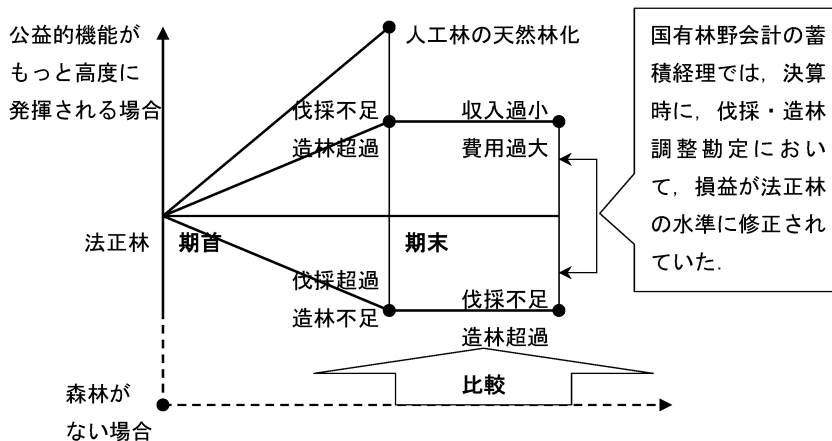 公益的機能が
もっと高度に
発揮される場合
人工林の天然林化
伐採不足
造林超過
収入過小
費用過大
法正林
期首
期末
伐採超過
造林不足
伐採不足
造林超過
比較
森林が
ない場合
国有林野会計の蓄
積経理では，決算
時に，伐採・造林
調整勘定におい
て，損益が法正林
の水準に修正され
ていた．